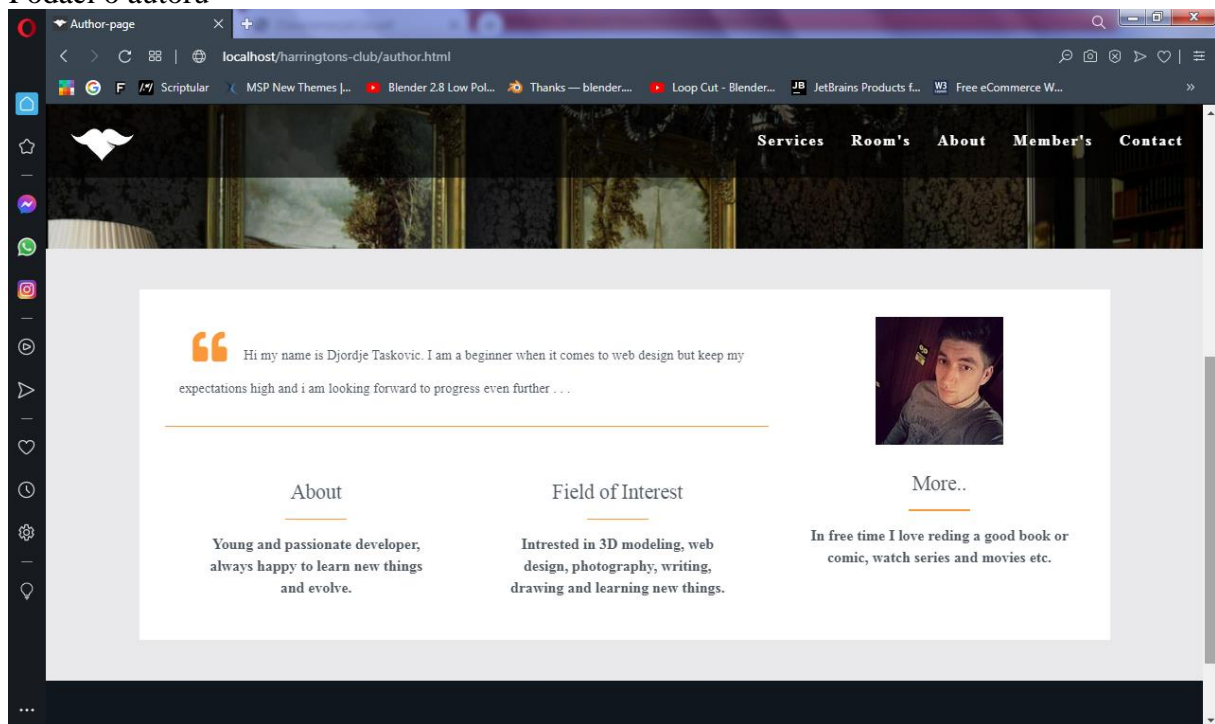 Podaci o autoru
Author-page
localhost/harringtons-club/author.html
Scriptular
MSP New Themes |...
Blender 2.8 Low Pol...
Thanks — blender....
Loop Cut - Blender...
JB
JetBrains Products f...
W3
Free eCommerce W...
Services Room's About Member's Contact
Hi my name is Djordje Taskovic. I am a beginner when it comes to web design but keep my
expectations high and i am looking forward to progress even further . . .
About
Young and passionate developer,
always happy to learn new things
and evolve.
Field of Interest
Intrested in 3D modeling, web
design, photography, writing,
drawing and learning new things.
More..
In free time I love reding a good book or
comic, watch series and movies etc.